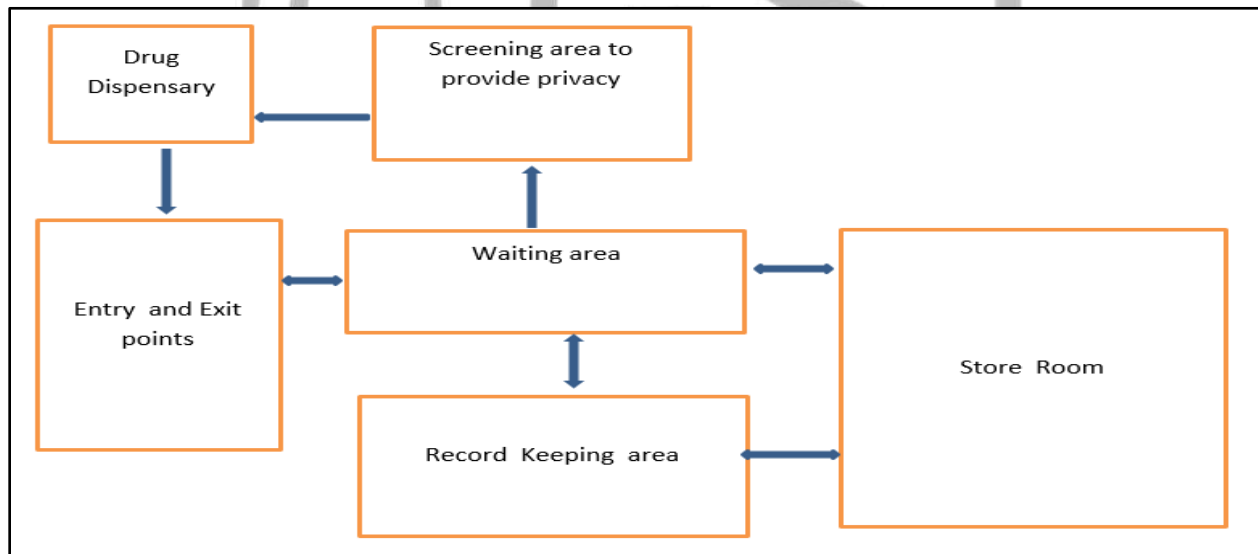 Drug
Dispensary
Screening area to
provide privacy
Waiting area
Entry and Exit
points
Store Room
Record Keeping area